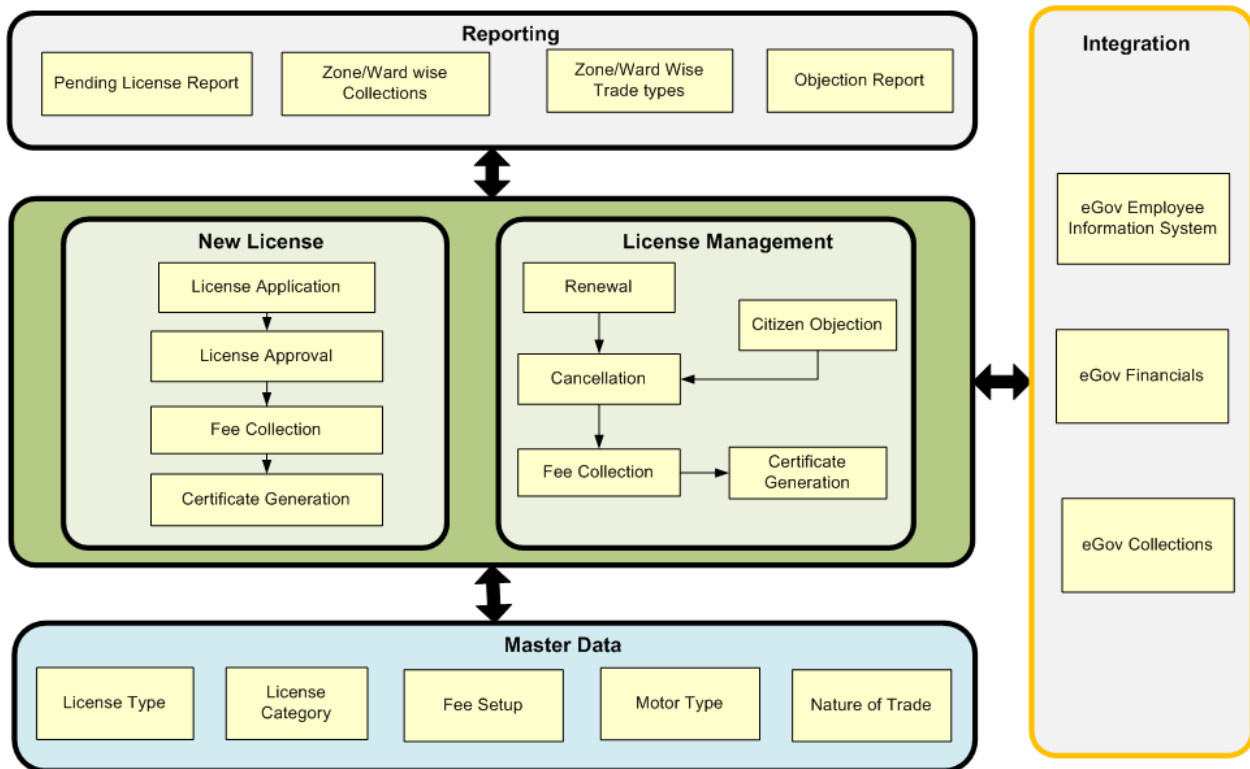 Reporting
Pending License Report
Zone/Ward wise
Collections
Zone/Ward Wise
Trade types
Objection Report
Integration
eGov Employee
Information System
eGov Financials
eGov Collections
New License
License Application
License Approval
Fee Collection
Certificate Generation
License Management
Renewal
Citizen Objection
Cancellation
Fee Collection
Certificate
Generation
Master Data
License Type
License
Category
Fee Setup
Motor Type
Nature of Trade